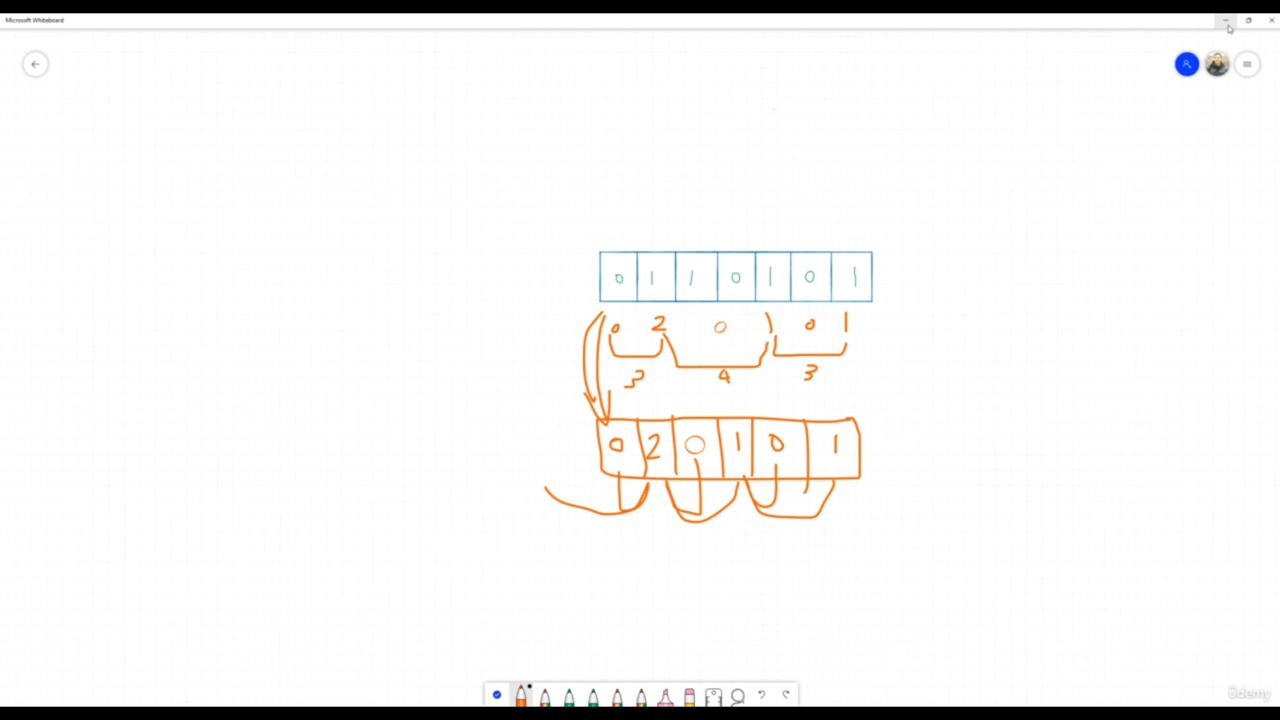 Microsoft Whiteboard
0 1 1 0 1 0 1
0 2 0 1 0 1
3 4 3
0 2 0 1 0 1
ûdemy